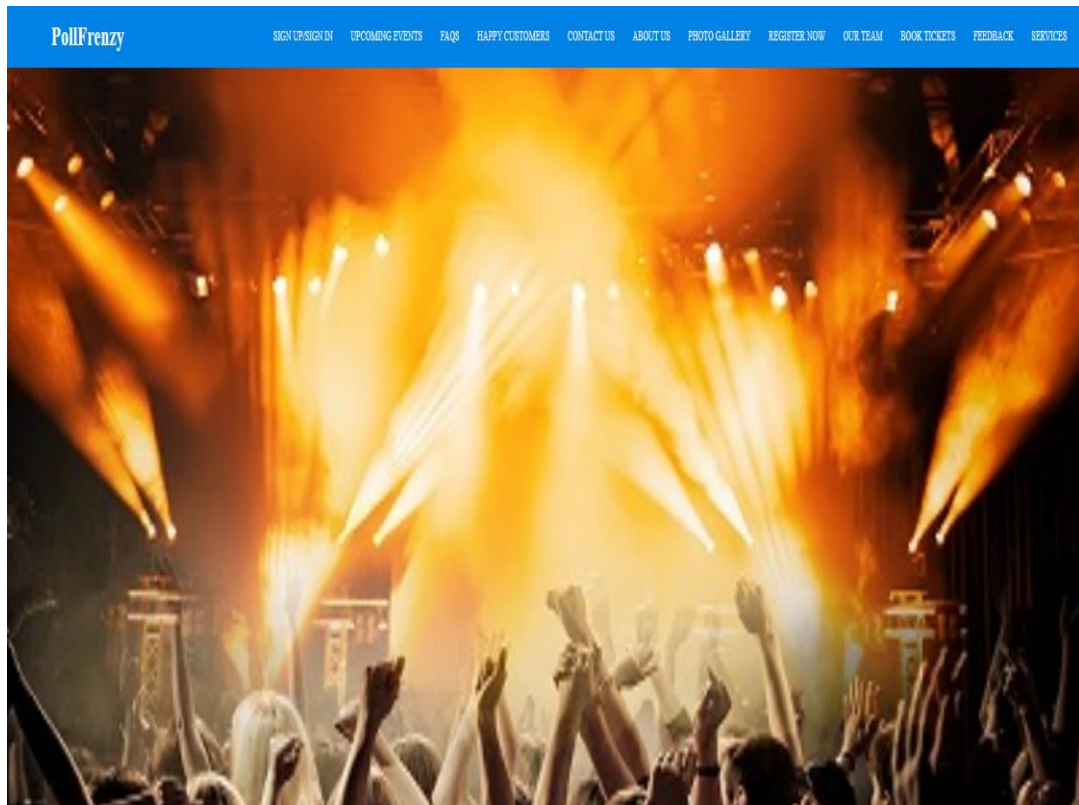 PollFrenzy SIGN UP/SIGN IN UPCOMING EVENTS FAQS HAPPY CUSTOMERS CONTACT US ABOUT US PHOTO GALLERY REGISTER NOW OUR TEAM BOOK TICKETS FEEDBACK SERVICES